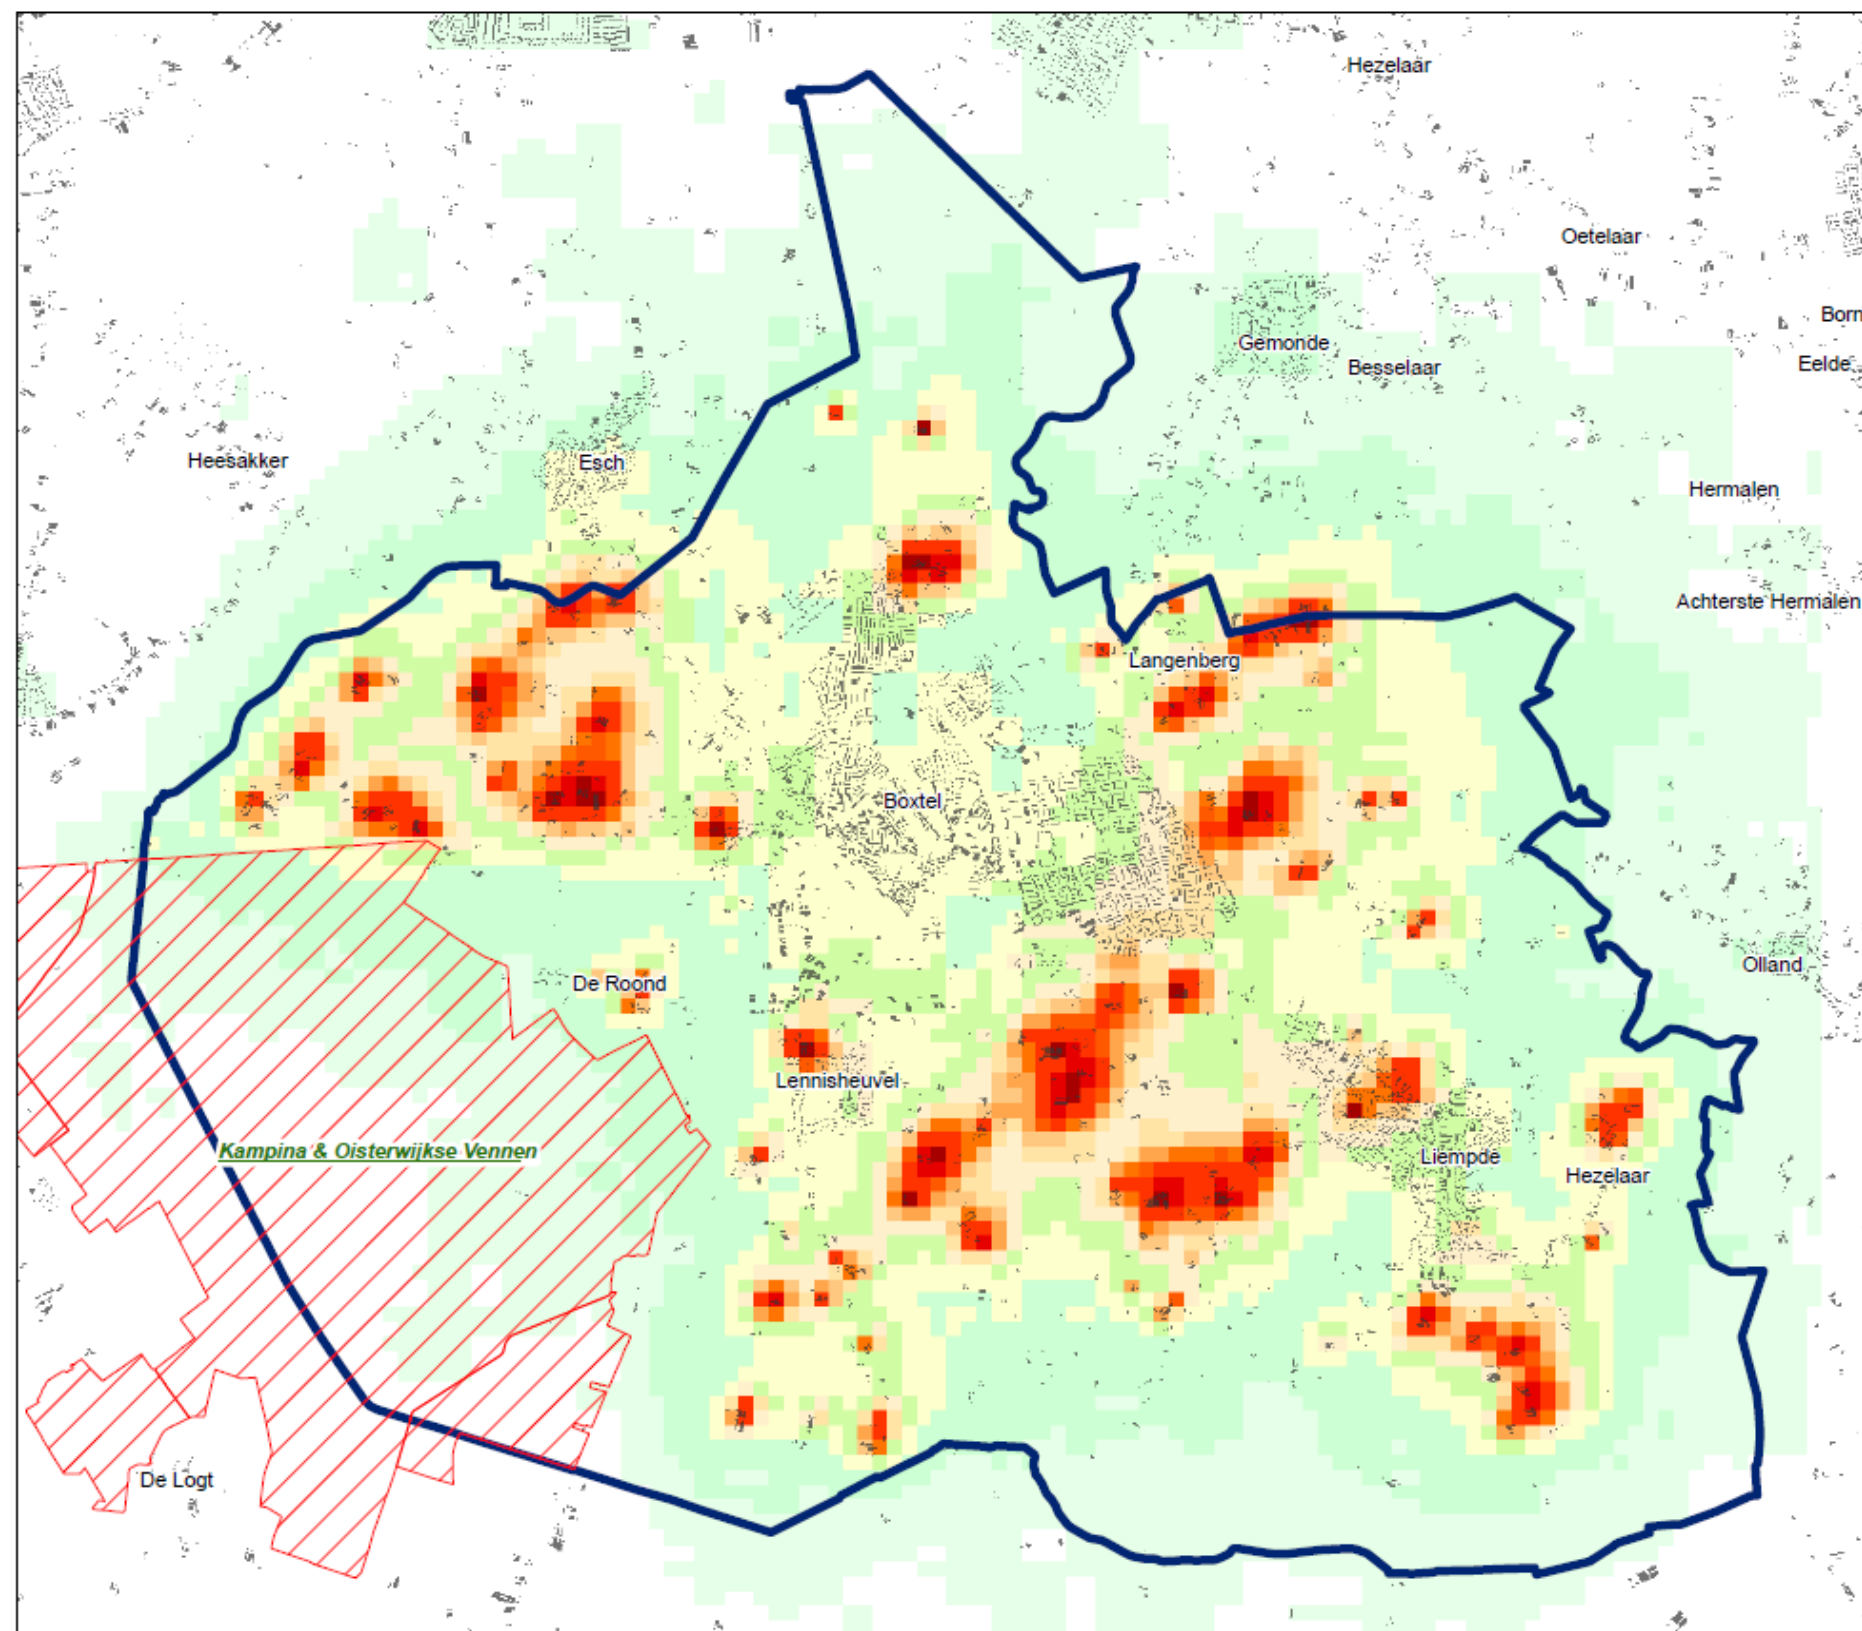 Hezelaar
Oetelaar
Born
Gemonde
Eelde
Besselaar
Heesakker
Esch
Hermalen
Achterste Hermalen
Langenberg
Boxtel
Olland
De Roond
Lennisheuvel
Kampina & Oisterwijkse Vennen
Liempde
Hezelaar
De Logt